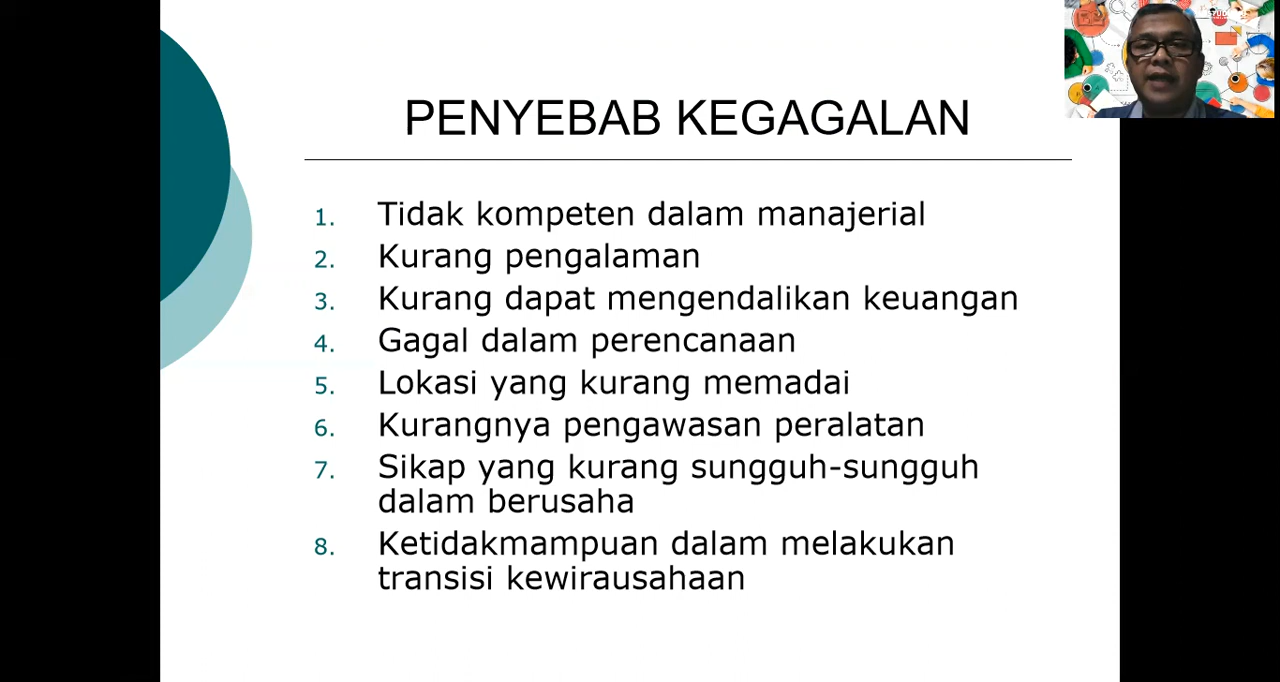 PENYEBAB KEGAGALAN
1. Tidak kompeten dalam manajerial
2. Kurang pengalaman
3. Kurang dapat mengendalikan keuangan
4. Gagal dalam perencanaan
5. Lokasi yang kurang memadai
6. Kurangnya pengawasan peralatan
7. Sikap yang kurang sungguh-sungguh
dalam berusaha
8. Ketidakmampuan dalam melakukan
transisi kewirausahaan